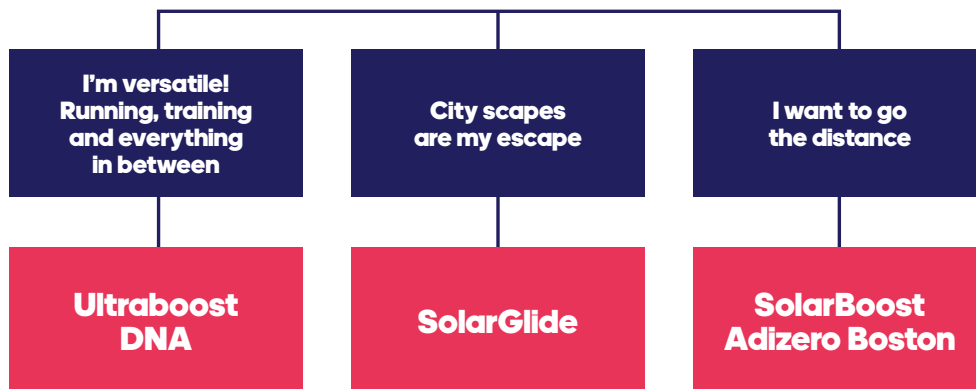 I'm versatile!
Running, training
and everything
in between
City scapes
are my escape
I want to go
the distance
Ultraboost
DNA
SolarGlide
SolarBoost
Adizero Boston